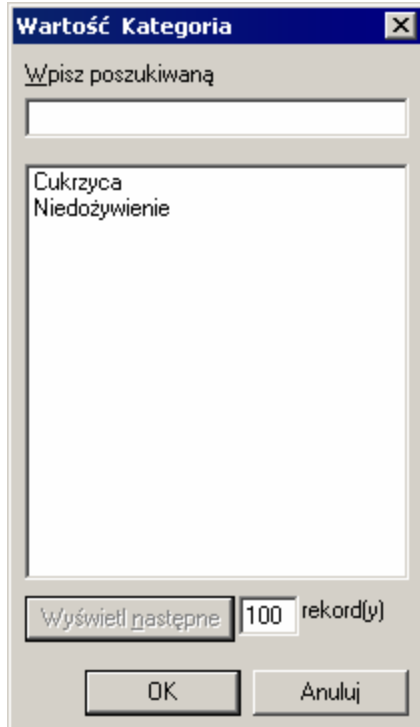 Wartość Kategoria
Wpisz poszukiwaną
Cukrzyca
Niedożywienie
Wyświetl następne 100 rekord(y)
OK Anuluj